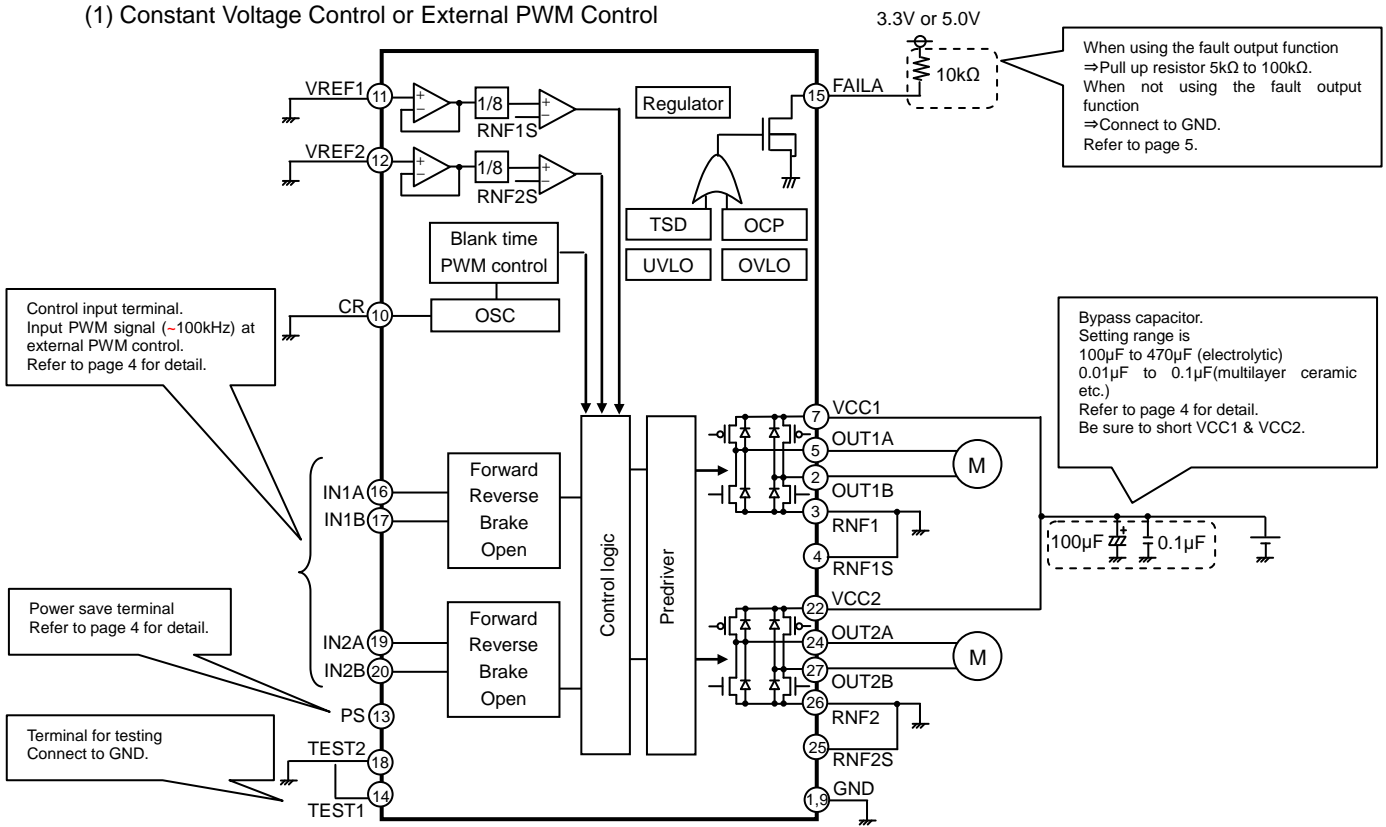 (1) Constant Voltage Control or External PWM Control
3.3V or 5.0V
10kΩ
When using the fault output function
⇒Pull up resistor 5kΩ to 100kΩ.
When not using the fault output
function
⇒Connect to GND.
Refer to page 5.
VREF1
11
+
−
1/8
RNF1S
+
−
Regulator
15
FAILA
VREF2
12
+
−
1/8
RNF2S
+
−
TSD
OCP
UVLO
OVLO
Blank time
PWM control
CR
10
OSC
Control input terminal.
Input PWM signal (~100kHz) at
external PWM control.
Refer to page 4 for detail.
Bypass capacitor.
Setting range is
100µF to 470µF (electrolytic)
0.01µF to 0.1µF(multilayer ceramic
etc.)
Refer to page 4 for detail.
Be sure to short VCC1 & VCC2.
IN1A
16
IN1B
17
Forward
Reverse
Brake
Open
Control logic
Predriver
7
VCC1
5
OUT1A
2
OUT1B
M
3
RNF1
4
RNF1S
100µF
+
0.1µF
Power save terminal
Refer to page 4 for detail.
IN2A
19
IN2B
20
Forward
Reverse
Brake
Open
22
VCC2
24
OUT2A
27
OUT2B
M
26
RNF2
25
RNF2S
PS
13
Terminal for testing
Connect to GND.
TEST2
18
14
TEST1
1,9
GND